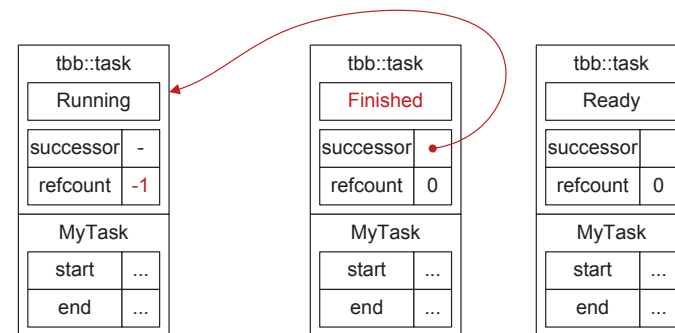 tbb::task
Running
successor -
refcount -1
MyTask
start ...
end ...
tbb::task
Finished
successor
refcount 0
MyTask
start ...
end ...
tbb::task
Ready
successor
refcount 0
MyTask
start ...
end ...